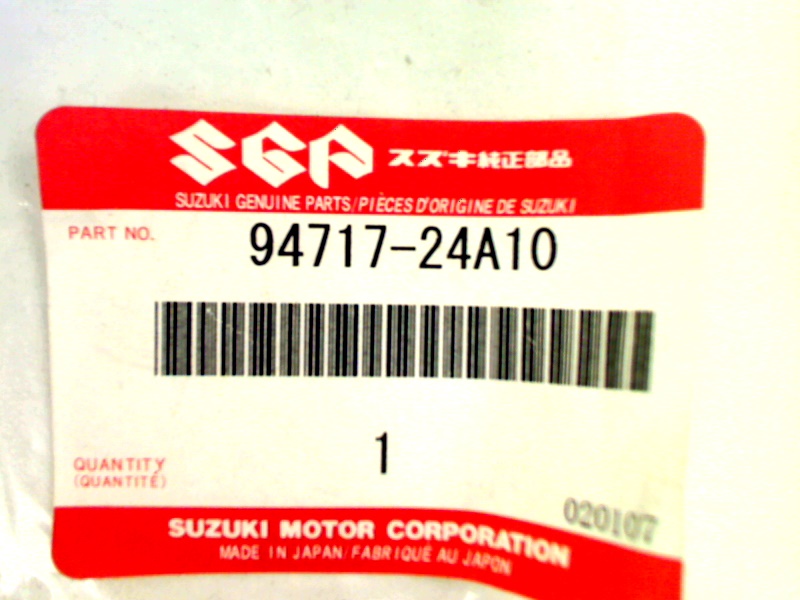 SGP スズキ純正部品
SUZUKI GENUINE PARTS/PIÈCES D'ORIGINE DE SUZUKI
PART NO. 94717-24A10
QUANTITY 1
(QUANTITÉ)
020107
SUZUKI MOTOR CORPORATION
MADE IN JAPAN/FABRIQUÉ AU JAPON